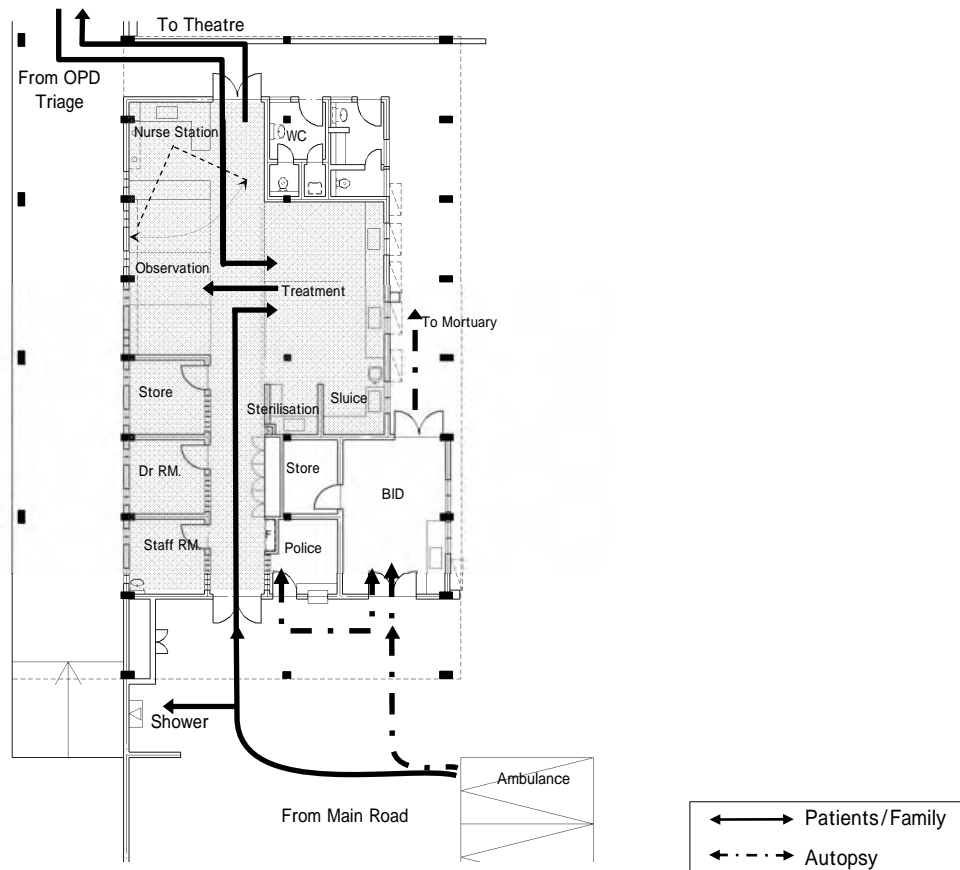 To Theatre
From OPD
Triage
WC
Nurse Station
Observation
Treatment
To Mortuary
Store
Sterilisation
Sluice
Dr RM.
Store
BID
Staff RM.
Police
Shower
Ambulance
From Main Road
Patients/Family
Autopsy